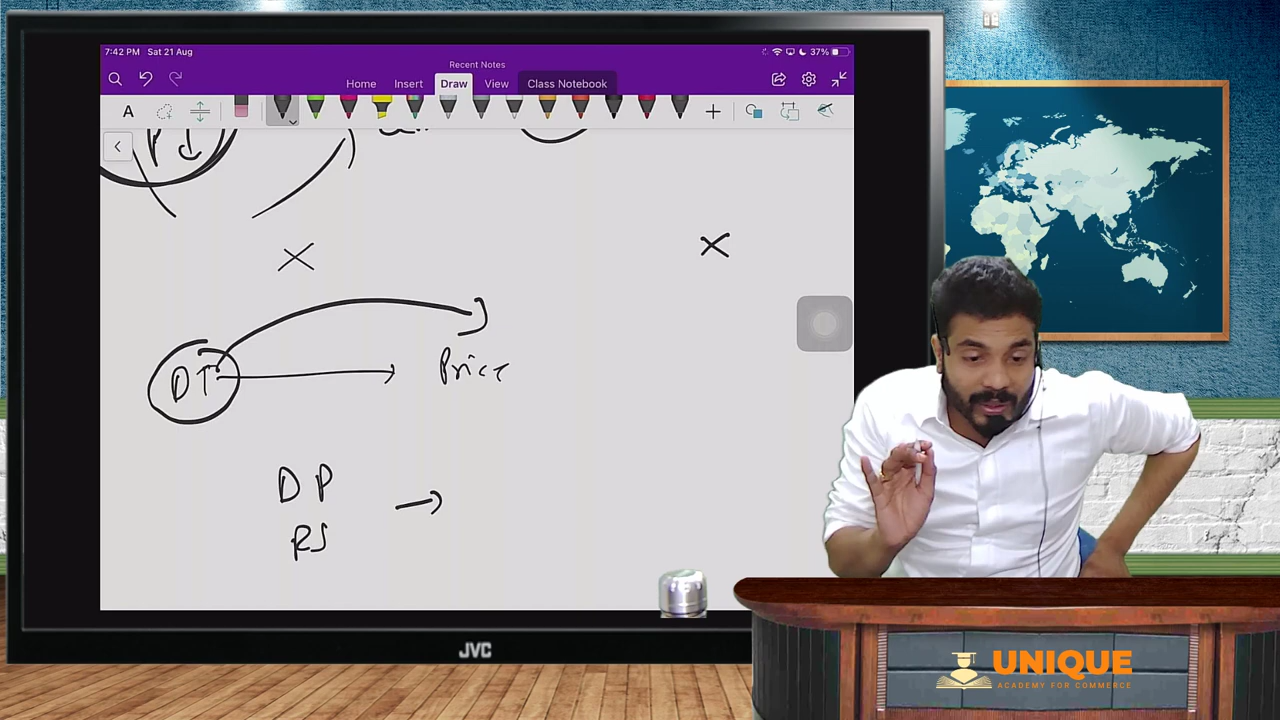 7:42 PM Sat 21 Aug
37%
Recent Notes
Home Insert Draw View Class Notebook
A
P↓
X
X
D↑
Price
D P
RS
JVC
UNIQUE
ACADEMY FOR COMMERCE